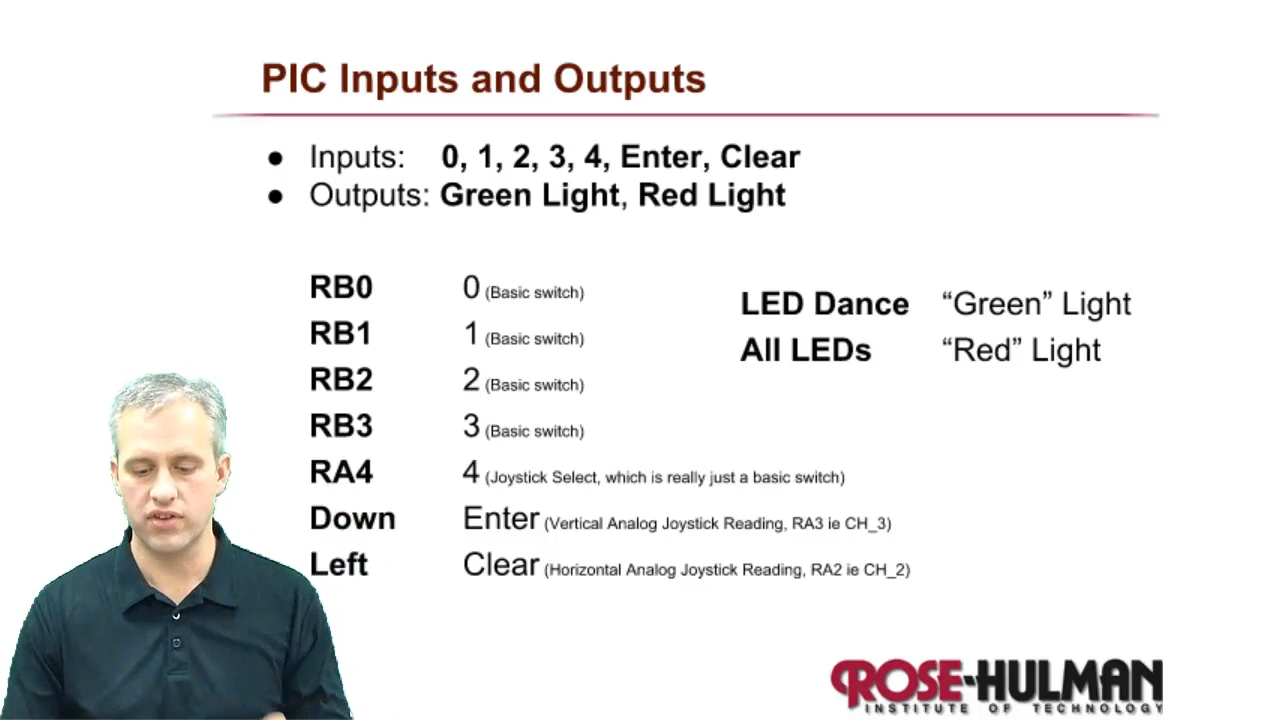 PIC Inputs and Outputs
● Inputs: 0, 1, 2, 3, 4, Enter, Clear
● Outputs: Green Light, Red Light
RB0 0 (Basic switch)
RB1 1 (Basic switch)
RB2 2 (Basic switch)
RB3 3 (Basic switch)
RA4 4 (Joystick Select, which is really just a basic switch)
Down Enter (Vertical Analog Joystick Reading, RA3 ie CH_3)
Left Clear (Horizontal Analog Joystick Reading, RA2 ie CH_2)
LED Dance “Green” Light
All LEDs “Red” Light
ROSE-HULMAN
INSTITUTE OF TECHNOLOGY